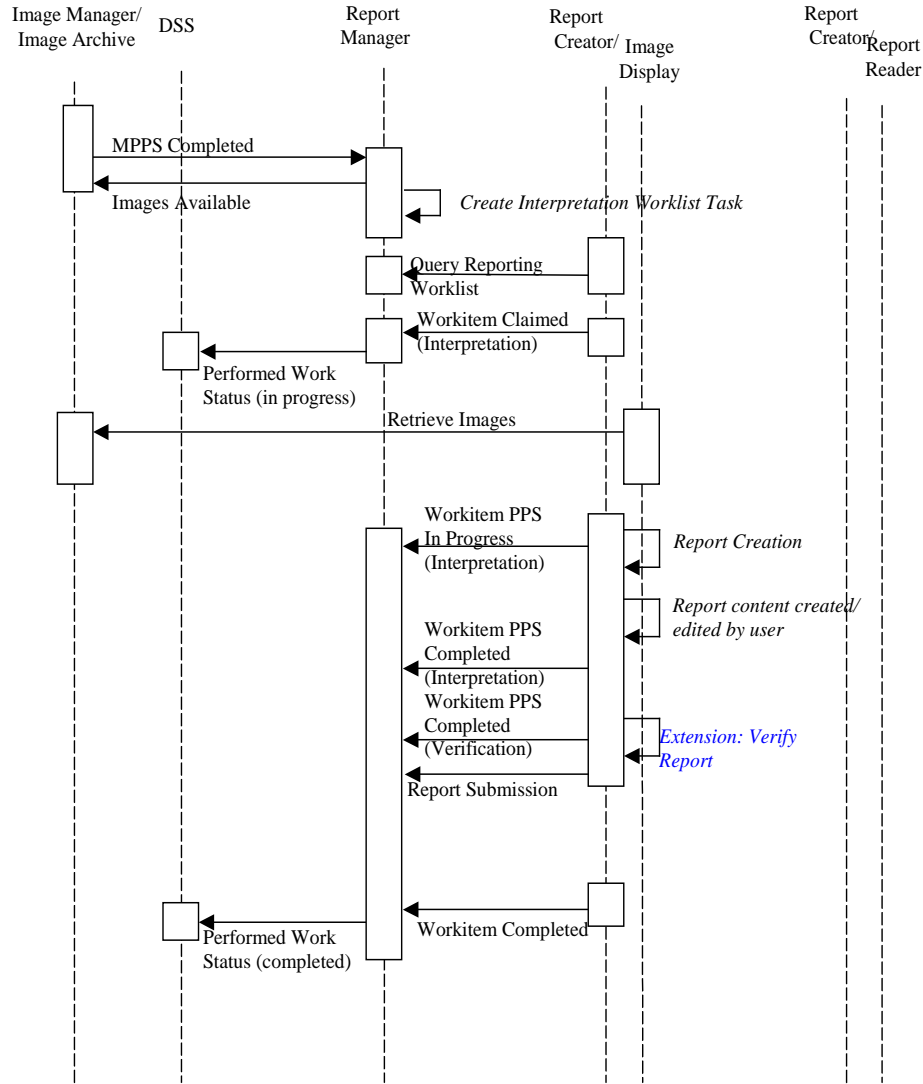 Image Manager/
Image Archive
DSS
Report
Manager
Report
Creator/
Image
Display
Report
Creator/
Report
Reader
MPPS Completed
Images Available
Create Interpretation Worklist Task
Query Reporting
Worklist
Workitem Claimed
(Interpretation)
Performed Work
Status (in progress)
Retrieve Images
Workitem PPS
In Progress
(Interpretation)
Report Creation
Report content created/
edited by user
Workitem PPS
Completed
(Interpretation)
Workitem PPS
Completed
(Verification)
Extension: Verify
Report
Report Submission
Workitem Completed
Performed Work
Status (completed)